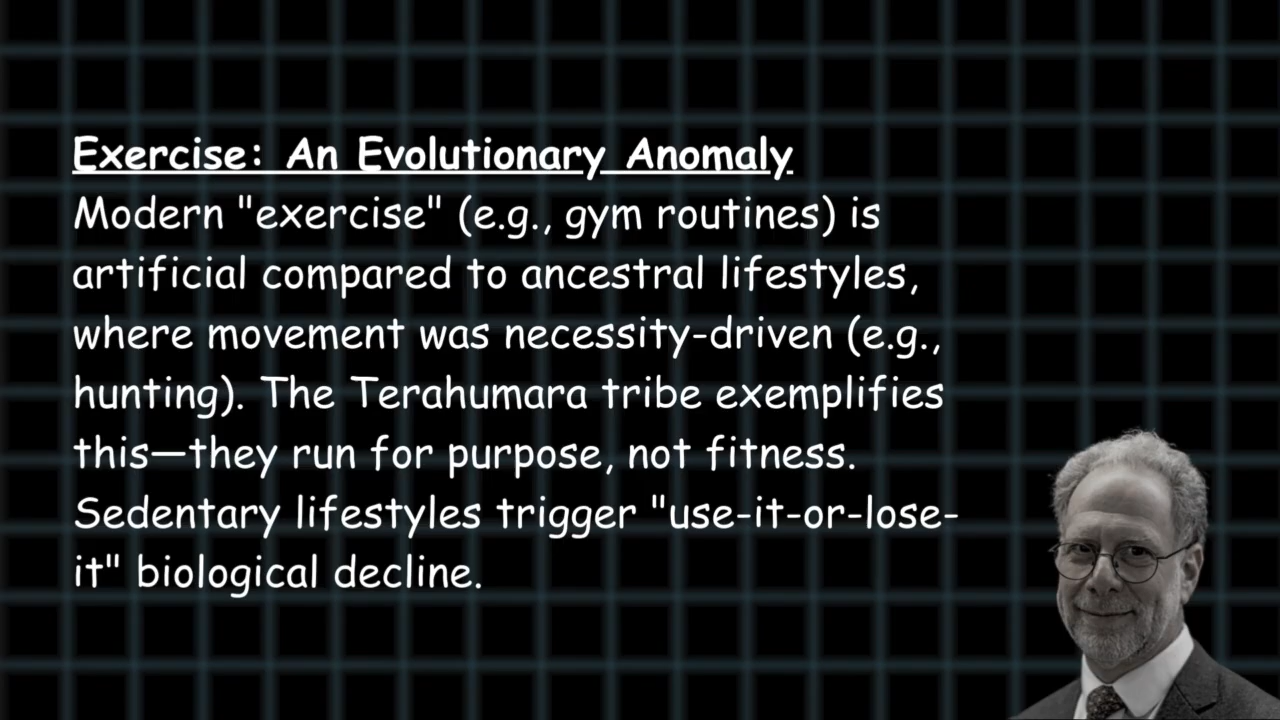 Exercise: An Evolutionary Anomaly
Modern "exercise" (e.g., gym routines) is
artificial compared to ancestral lifestyles,
where movement was necessity-driven (e.g.,
hunting). The Terahumara tribe exemplifies
this—they run for purpose, not fitness.
Sedentary lifestyles trigger "use-it-or-lose-
it" biological decline.